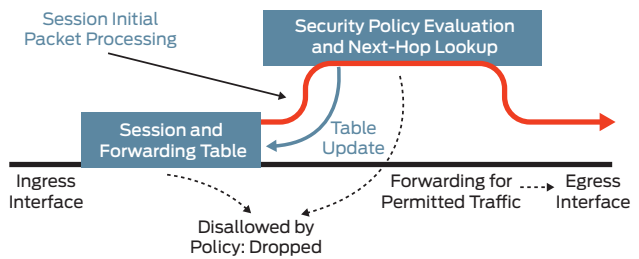 Session Initial
Packet Processing
Security Policy Evaluation
and Next-Hop Lookup
Session and
Forwarding Table
Table
Update
Ingress
Interface
Disallowed by
Policy: Dropped
Forwarding for
Permitted Traffic
Egress
Interface